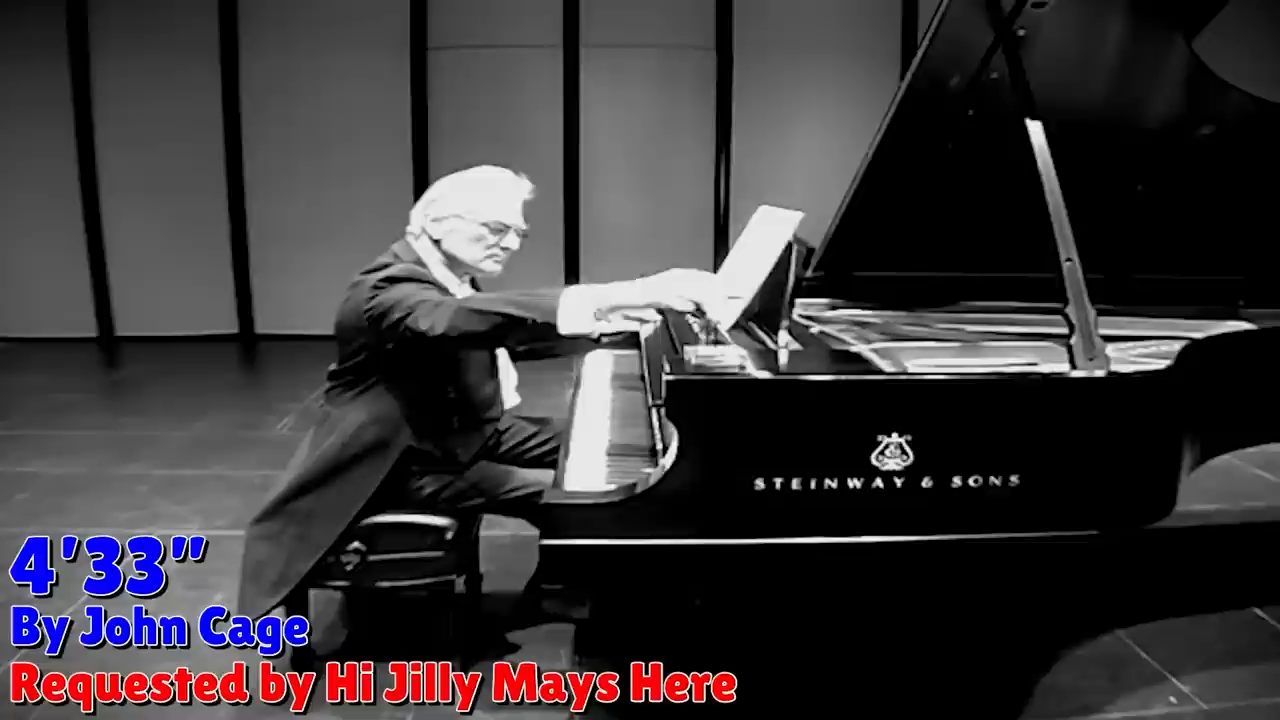 STEINWAY & SONS
4'33"
By John Cage
Requested by Hi Jilly Mays Here